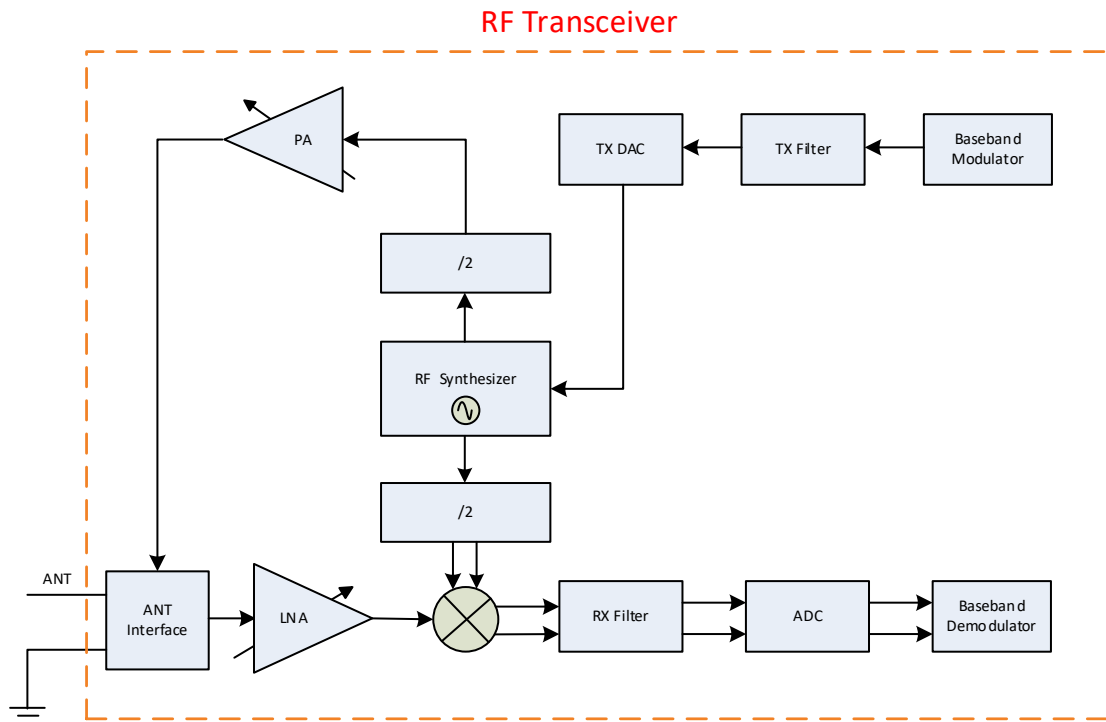 RF Transceiver
PA
TX DAC
TX Filter
Baseband
Modulator
/2
RF Synthesizer
/2
ANT
ANT
Interface
LNA
RX Filter
ADC
Baseband
Demodulator